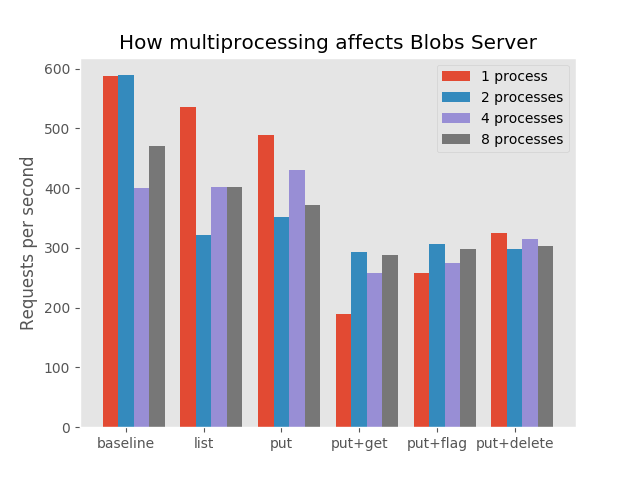 How multiprocessing affects Blobs Server
1 process
2 processes
4 processes
8 processes
Requests per second
600
500
400
300
200
100
0
baseline list put put+get put+flag put+delete